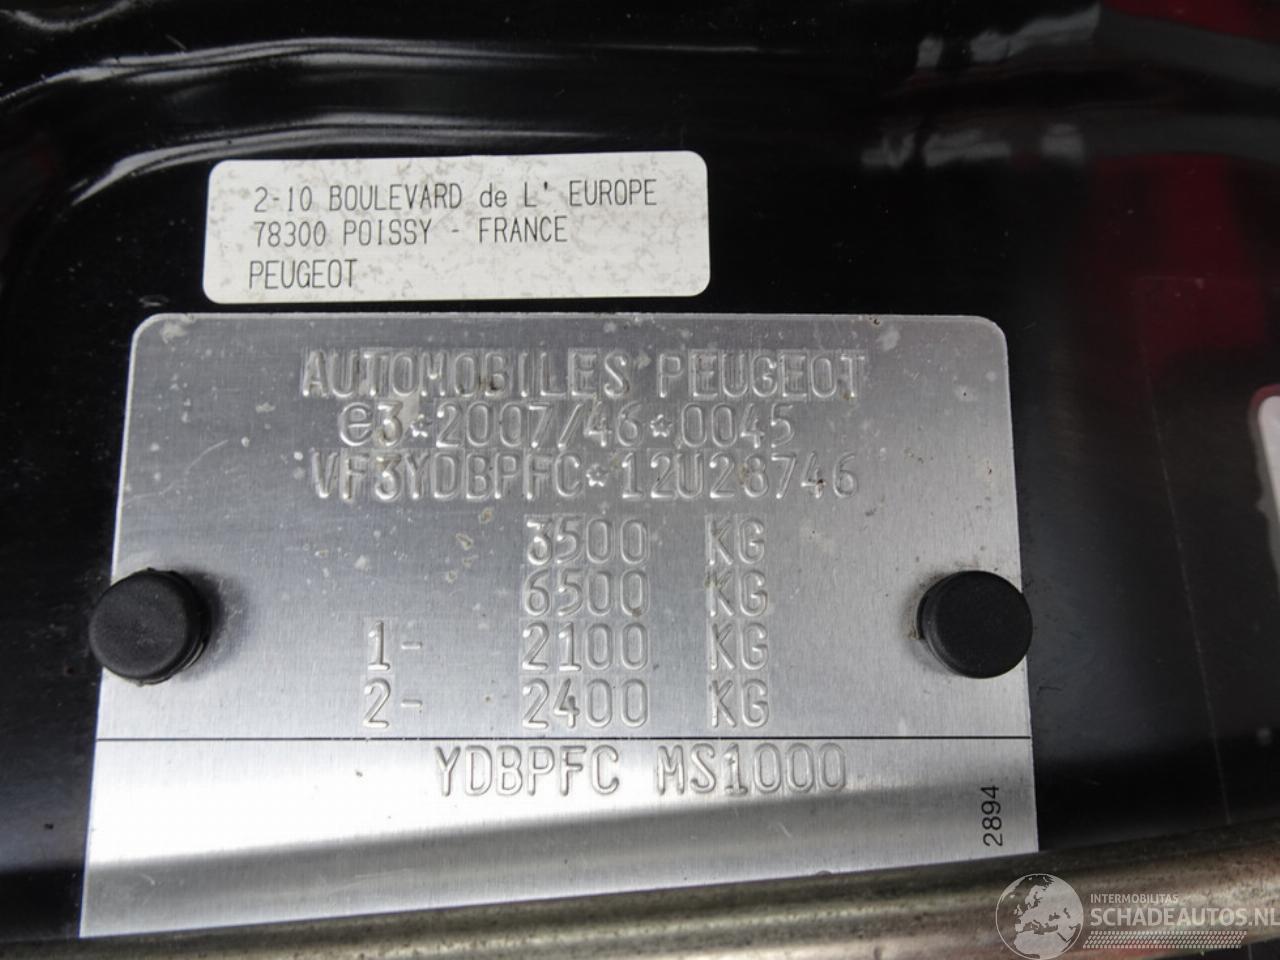 2-10 BOULEVARD de L' EUROPE
78300 POISSY - FRANCE
PEUGEOT
AUTOMOBILES PEUGEOT
e3*2007/46*0045
VF3YDBPFC*12U28746
3500 KG
6500 KG
1- 2100 KG
2- 2400 KG
YDBPFC MS1000
2894
INTERMOBILITAS
SCHADEAUTOS.NL